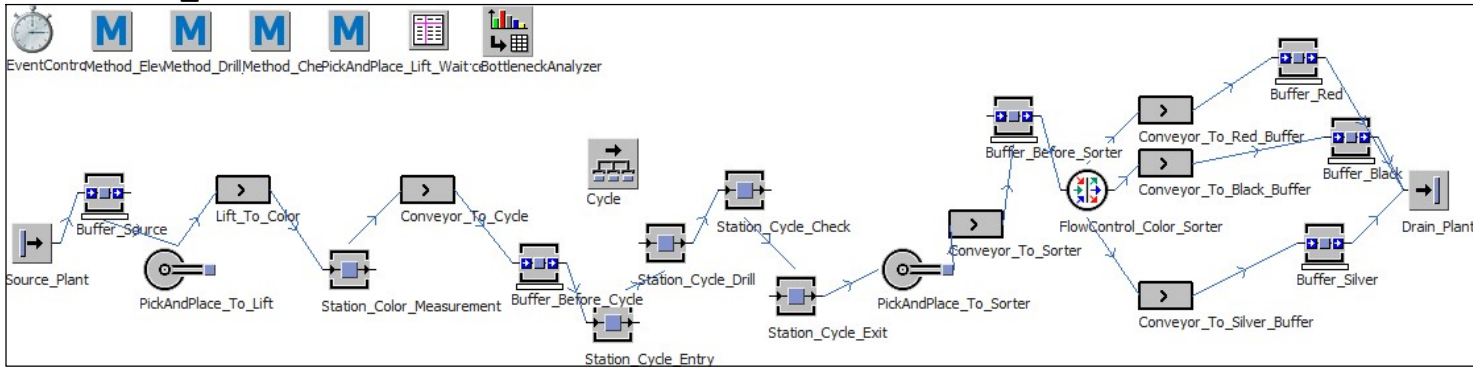 EventContro Method_Elev Method_Drill Method_Che PickAndPlace_Lift_Wait rce BottleneckAnalyzer
Buffer_Red
Conveyor_To_Red_Buffer
Buffer_Before_Sorter
Buffer_Black
Cycle
Conveyor_To_Black_Buffer
Lift_To_Color
Conveyor_To_Cycle
Station_Cycle_Check
FlowControl_Color_Sorter
Drain_Plant
Buffer_Source
Conveyor_To_Sorter
Source_Plant
Station_Cycle_Drill
Buffer_Silver
PickAndPlace_To_Lift
Station_Color_Measurement
Buffer_Before_Cycle
PickAndPlace_To_Sorter
Station_Cycle_Exit
Conveyor_To_Silver_Buffer
Station_Cycle_Entry